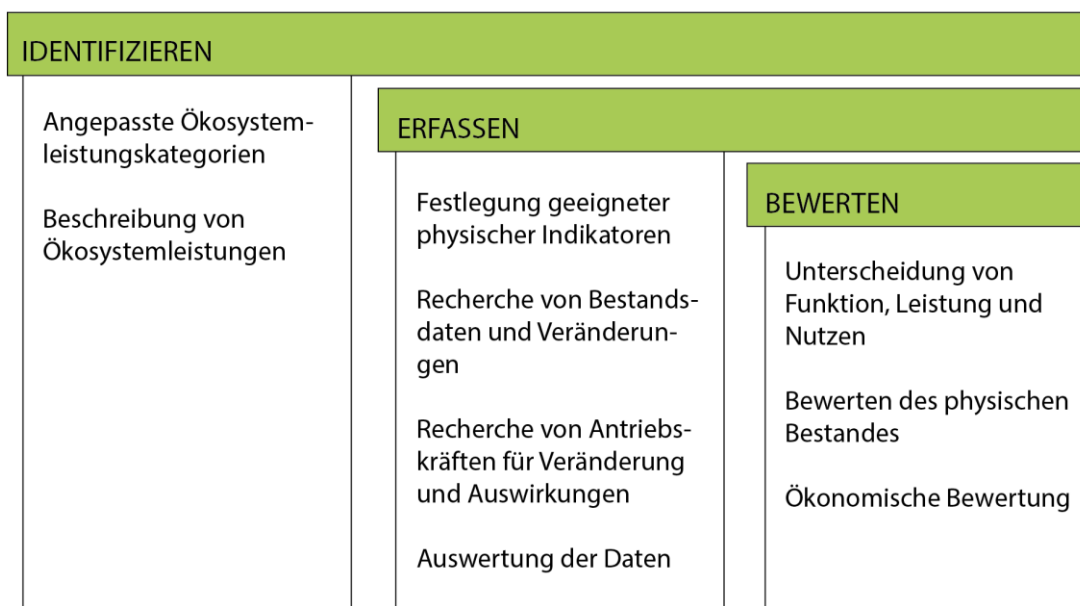 IDENTIFIZIEREN
Angepasste Ökosystem-
leistungskategorien
Beschreibung von
Ökosystemleistungen
ERFASSEN
Festlegung geeigneter
physischer Indikatoren
Recherche von Bestands-
daten und Veränderun-
gen
Recherche von Antriebs-
kräften für Veränderung
und Auswirkungen
Auswertung der Daten
BEWERTEN
Unterscheidung von
Funktion, Leistung und
Nutzen
Bewerten des physischen
Bestandes
Ökonomische Bewertung